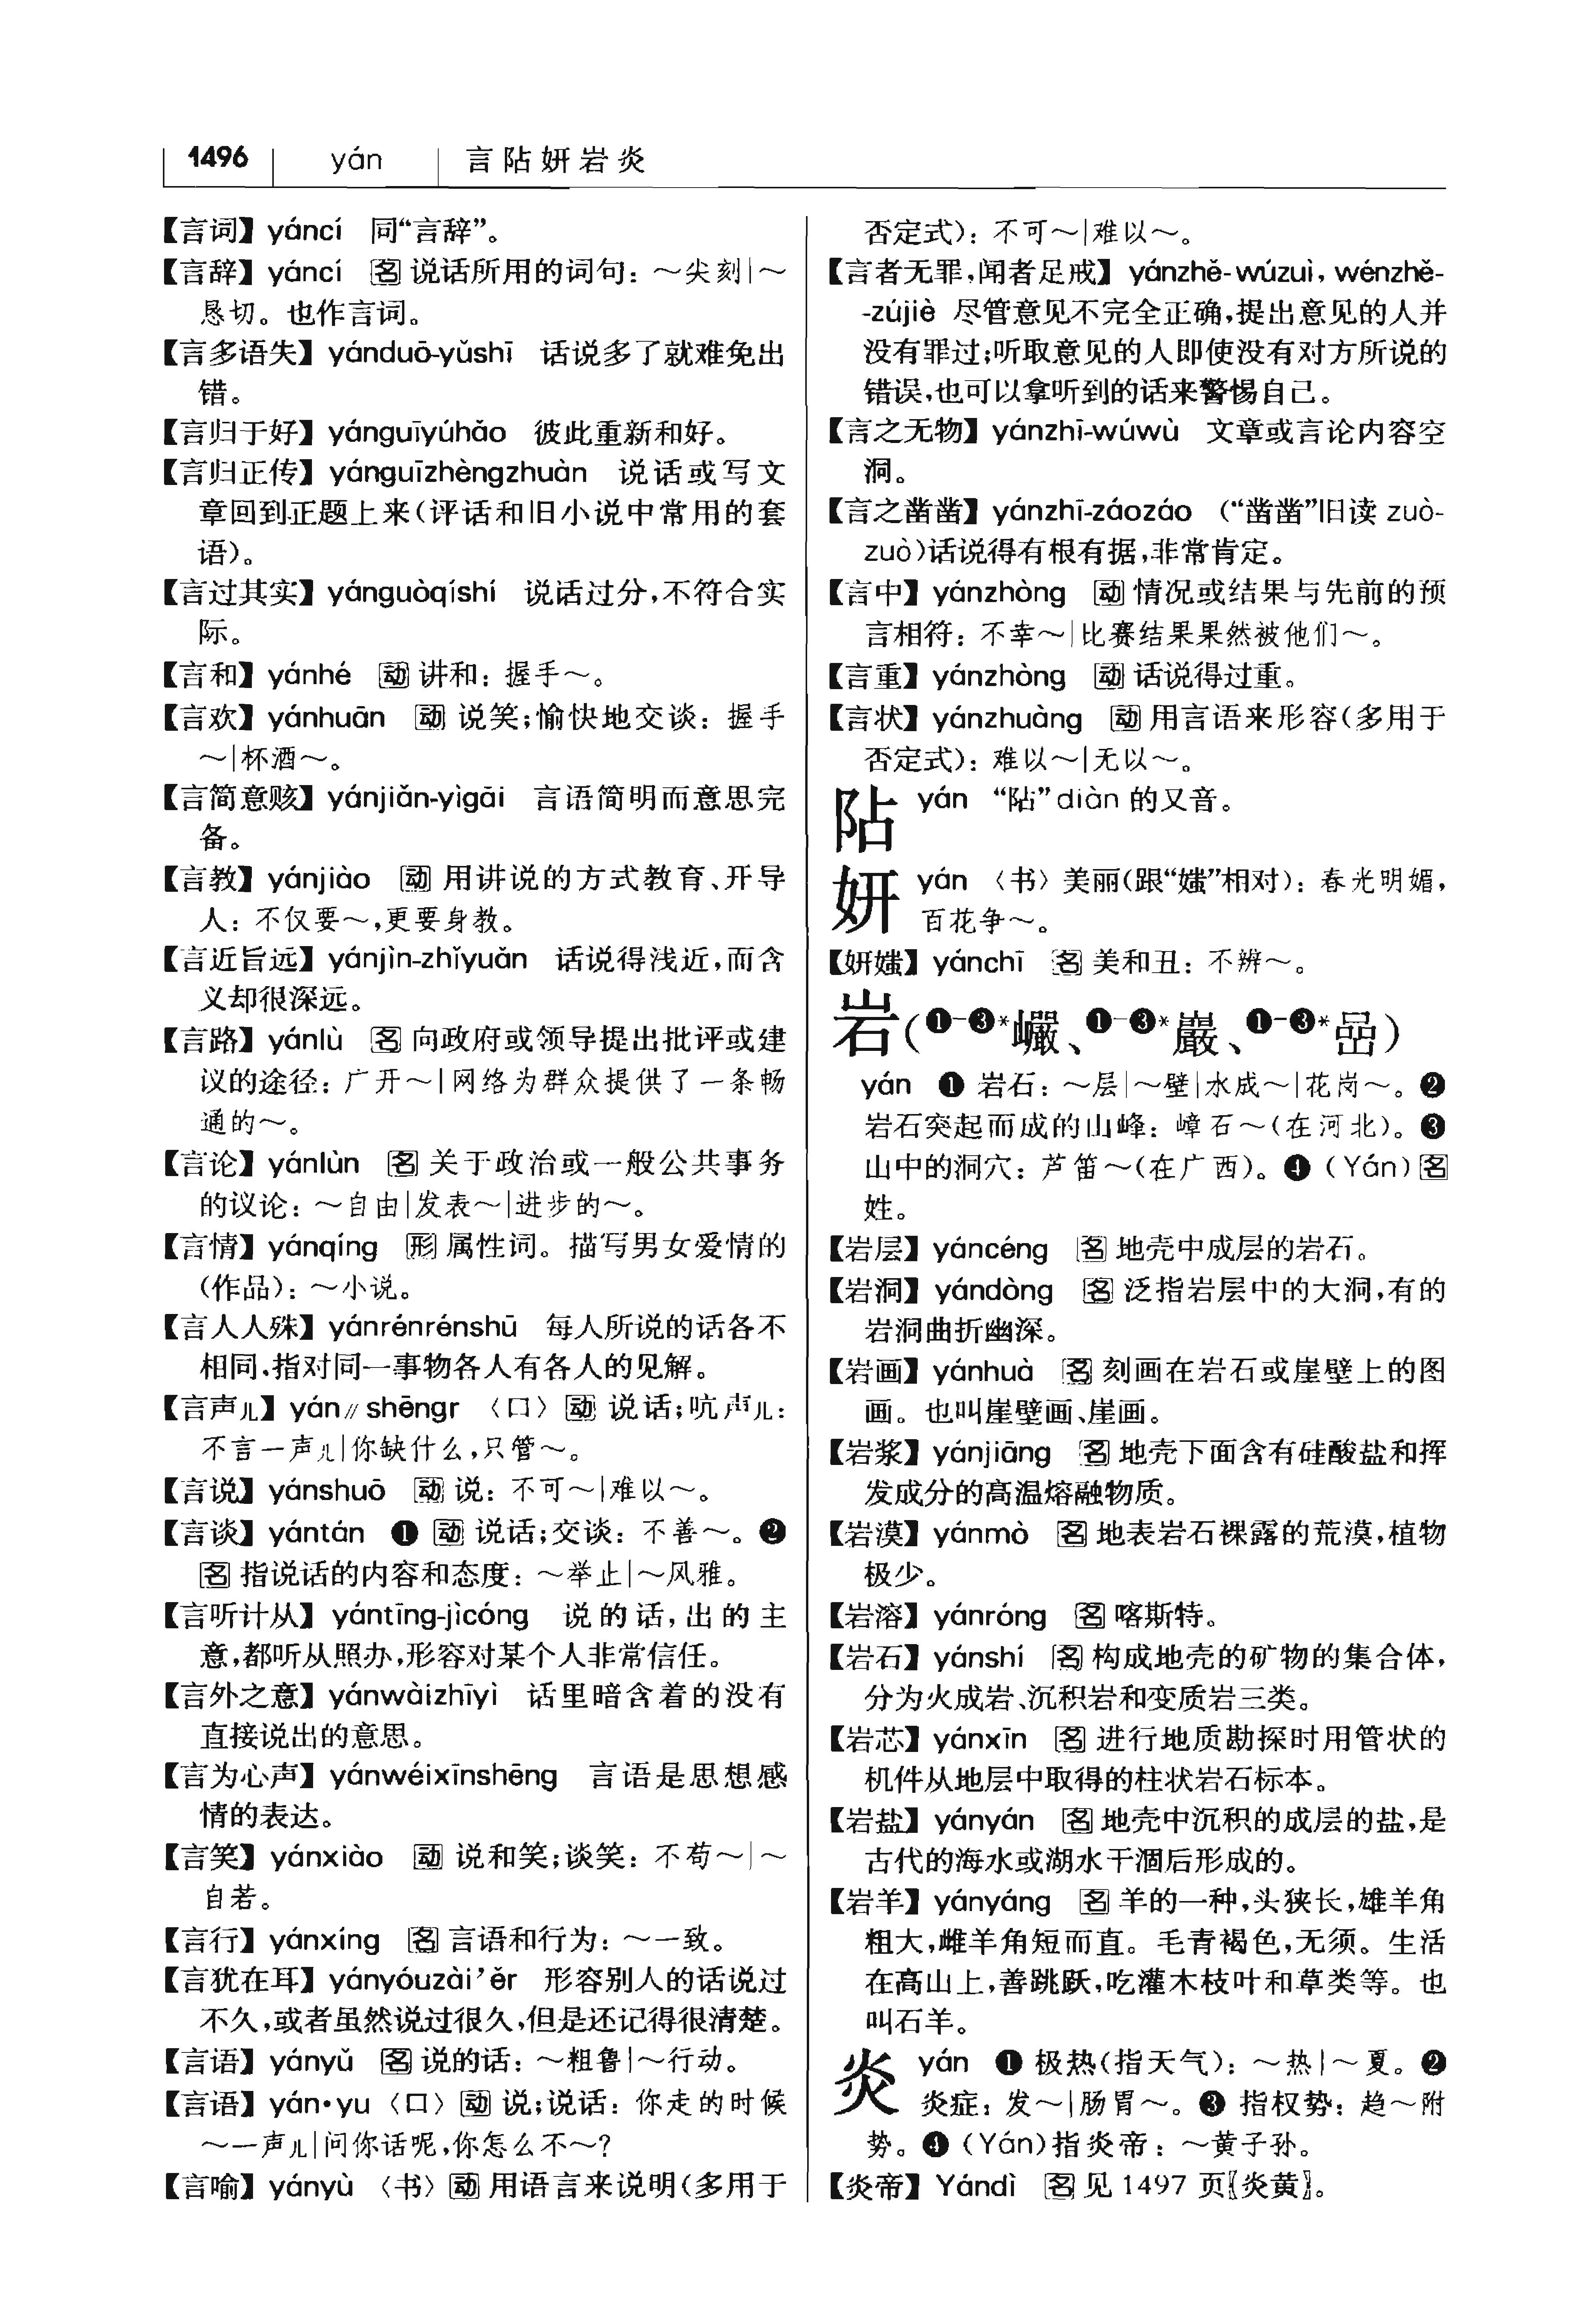 1496 yán 言阽妍岩炎
【言词】 yáncí 同“言辞”。
【言辞】 yáncí 名 说话所用的词句：～尖刻|～
恳切。也作言词。
【言多语失】 yánduō-yǔshī 话说多了就难免出
错。
【言归于好】 yánguīyúhǎo 彼此重新和好。
【言归正传】 yánguīzhèngzhuàn 说话或写文
章回到正题上来(评话和旧小说中常用的套
语)。
【言过其实】 yánguòqíshí 说话过分,不符合实
际。
【言和】 yánhé 动 讲和：握手～。
【言欢】 yánhuān 动 说笑;愉快地交谈：握手
～|杯酒～。
【言简意赅】 yánjiǎn-yìgāi 言语简明而意思完
备。
【言教】 yánjiào 动 用讲说的方式教育、开导
人：不仅要～,更要身教。
【言近旨远】 yánjìn-zhǐyuǎn 话说得浅近,而含
义却很深远。
【言路】 yánlù 名 向政府或领导提出批评或建
议的途径：广开～|网络为群众提供了一条畅
通的～。
【言论】 yánlùn 名 关于政治或一般公共事务
的议论：～自由|发表～|进步的～。
【言情】 yánqíng 形 属性词。描写男女爱情的
(作品)：～小说。
【言人人殊】 yánrénrénshū 每人所说的话各不
相同,指对同一事物各人有各人的见解。
【言声儿】 yán∥shēngr 〈口〉 动 说话;吭声儿：
不言一声儿|你缺什么,只管～。
【言说】 yánshuō 动 说：不可～|难以～。
【言谈】 yántán ❶ 动 说话;交谈：不善～。❷
名 指说话的内容和态度：～举止|～风雅。
【言听计从】 yántīng-jìcóng 说的话,出的主
意,都听从照办,形容对某个人非常信任。
【言外之意】 yánwàizhīyì 话里暗含着的没有
直接说出的意思。
【言为心声】 yánwéixīnshēng 言语是思想感
情的表达。
【言笑】 yánxiào 动 说和笑;谈笑：不苟～|～
自若。
【言行】 yánxíng 名 言语和行为：～一致。
【言犹在耳】 yányóuzài’ěr 形容别人的话说过
不久,或者虽然说过很久,但是还记得很清楚。
【言语】 yányǔ 名 说的话：～粗鲁|～行动。
【言语】 yán•yu 〈口〉 动 说;说话：你走的时候
～一声儿|问你话呢,你怎么不～?
【言喻】 yányù 〈书〉 动 用语言来说明(多用于
否定式)：不可～|难以～。
【言者无罪,闻者足戒】 yánzhě-wúzuì, wénzhě-
-zújiè 尽管意见不完全正确,提出意见的人并
没有罪过;听取意见的人即使没有对方所说的
错误,也可以拿听到的话来警惕自己。
【言之无物】 yánzhī-wúwù 文章或言论内容空
洞。
【言之凿凿】 yánzhī-záozáo (“凿凿”旧读 zuò-
zuò)话说得有根有据,非常肯定。
【言中】 yánzhòng 动 情况或结果与先前的预
言相符：不幸～|比赛结果果然被他们～。
【言重】 yánzhòng 动 话说得过重。
【言状】 yánzhuàng 动 用言语来形容(多用于
否定式)：难以～|无以～。
阽 yán “阽” diàn 的又音。
妍 yán 〈书〉 美丽(跟“媸”相对)：春光明媚,
百花争～。
【妍媸】 yánchī 名 美和丑：不辨～。
岩(❶-❸*巗、❶-❸*巖、❶-❸*嵒)
yán ❶ 岩石：～层|～壁|水成～|花岗～。❷
岩石突起而成的山峰：嶂石～(在河北)。❸
山中的洞穴：芦笛～(在广西)。❹ (Yán) 名
姓。
【岩层】 yáncéng 名 地壳中成层的岩石。
【岩洞】 yándòng 名 泛指岩层中的大洞,有的
岩洞曲折幽深。
【岩画】 yánhuà 名 刻画在岩石或崖壁上的图
画。也叫崖壁画、崖画。
【岩浆】 yánjiāng 名 地壳下面含有硅酸盐和挥
发成分的高温熔融物质。
【岩漠】 yánmò 名 地表岩石裸露的荒漠,植物
极少。
【岩溶】 yánróng 名 喀斯特。
【岩石】 yánshí 名 构成地壳的矿物的集合体,
分为火成岩、沉积岩和变质岩三类。
【岩芯】 yánxīn 名 进行地质勘探时用管状的
机件从地层中取得的柱状岩石标本。
【岩盐】 yányán 名 地壳中沉积的成层的盐,是
古代的海水或湖水干涸后形成的。
【岩羊】 yányáng 名 羊的一种,头狭长,雄羊角
粗大,雌羊角短而直。毛青褐色,无须。生活
在高山上,善跳跃,吃灌木枝叶和草类等。也
叫石羊。
炎 yán ❶ 极热(指天气)：～热|～夏。❷
炎症：发～|肠胃～。❸ 指权势：趋～附
势。❹ (Yán)指炎帝：～黄子孙。
【炎帝】 Yándì 名 见 1497 页〖炎黄〗。